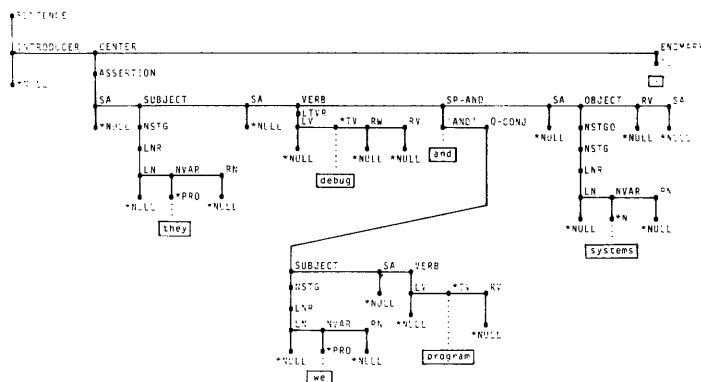 SENTENCE
INTRODUCER CENTER ENDMARK
*NULL
ASSERTION
SA SUBJECT SA VERB SP-AND SA OBJECT RV SA
*NULL NSTG *NULL LTVR 'AND' Q-CONJ *NULL NSTGO *NULL *NULL
LV *TV RW RV
LNR *NULL *NULL *NULL and NSTG
LN NVAR RN debug LNR
*NULL *PRO *NULL LN NVAR RN
they *NULL *N *NULL
systems
SUBJECT SA VERB
NSTG *NULL LV *TV RV
LNR *NULL *NULL
LN NVAR RN program
*NULL *PRO *NULL
we